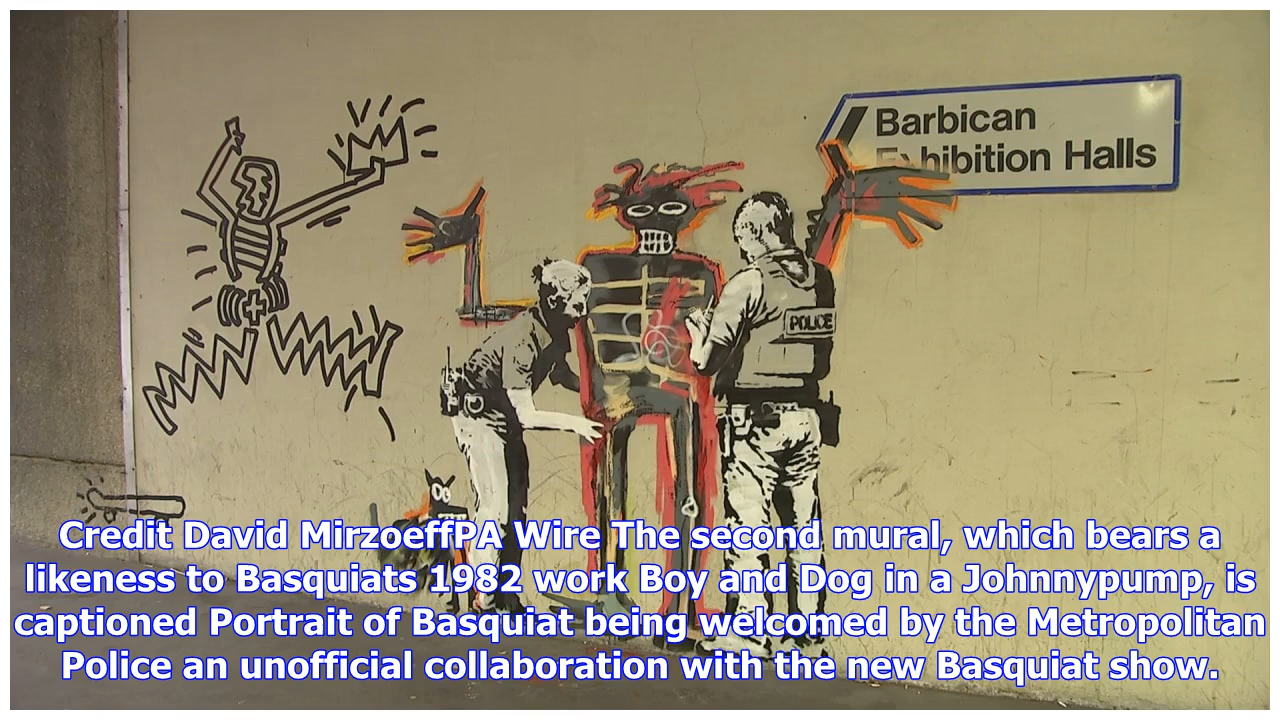 Barbican
Exhibition Halls
POLICE
Credit David MirzoeffPA Wire The second mural, which bears a
likeness to Basquiats 1982 work Boy and Dog in a Johnnypump, is
captioned Portrait of Basquiat being welcomed by the Metropolitan
Police an unofficial collaboration with the new Basquiat show.